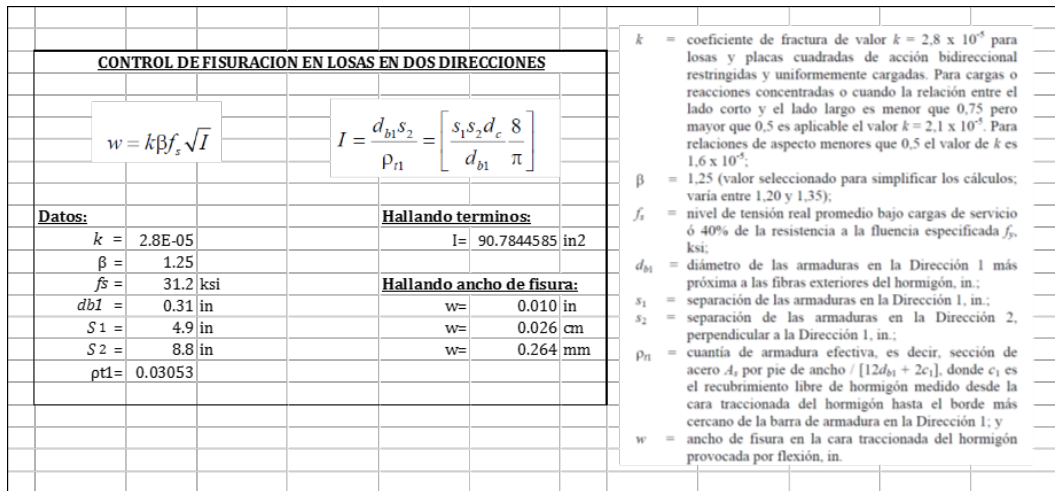 CONTROL DE FISURACION EN LOSAS EN DOS DIRECCIONES
w = kβf_s√I
I = d_b1 s_2 / ρ_t1 = [ s_1 s_2 d_c / d_b1 8 / π ]
Datos:
k = 2.8E-05
β = 1.25
fs = 31.2 ksi
db1 = 0.31 in
S1 = 4.9 in
S2 = 8.8 in
ρt1= 0.03053
Hallando terminos:
I= 90.7844585 in2
Hallando ancho de fisura:
w= 0.010 in
w= 0.026 cm
w= 0.264 mm
k = coeficiente de fractura de valor k = 2,8 x 10⁻⁵ para
losas y placas cuadradas de acción bidireccional
restringidas y uniformemente cargadas. Para cargas o
reacciones concentradas o cuando la relación entre el
lado corto y el lado largo es menor que 0,75 pero
mayor que 0,5 es aplicable el valor k = 2,1 x 10⁻⁵. Para
relaciones de aspecto menores que 0,5 el valor de k es
1,6 x 10⁻⁵;
β = 1,25 (valor seleccionado para simplificar los cálculos;
varía entre 1,20 y 1,35);
f_s = nivel de tensión real promedio bajo cargas de servicio
ó 40% de la resistencia a la fluencia especificada f_y,
ksi;
d_b1 = diámetro de las armaduras en la Dirección 1 más
próxima a las fibras exteriores del hormigón, in.;
s_1 = separación de las armaduras en la Dirección 1, in.;
s_2 = separación de las armaduras en la Dirección 2,
perpendicular a la Dirección 1, in.;
ρ_t1 = cuantía de armadura efectiva, es decir, sección de
acero A_s por pie de ancho / [12d_b1 + 2c_1], donde c_1 es
el recubrimiento libre de hormigón medido desde la
cara traccionada del hormigón hasta el borde más
cercano de la barra de armadura en la Dirección 1; y
w = ancho de fisura en la cara traccionada del hormigón
provocada por flexión, in.